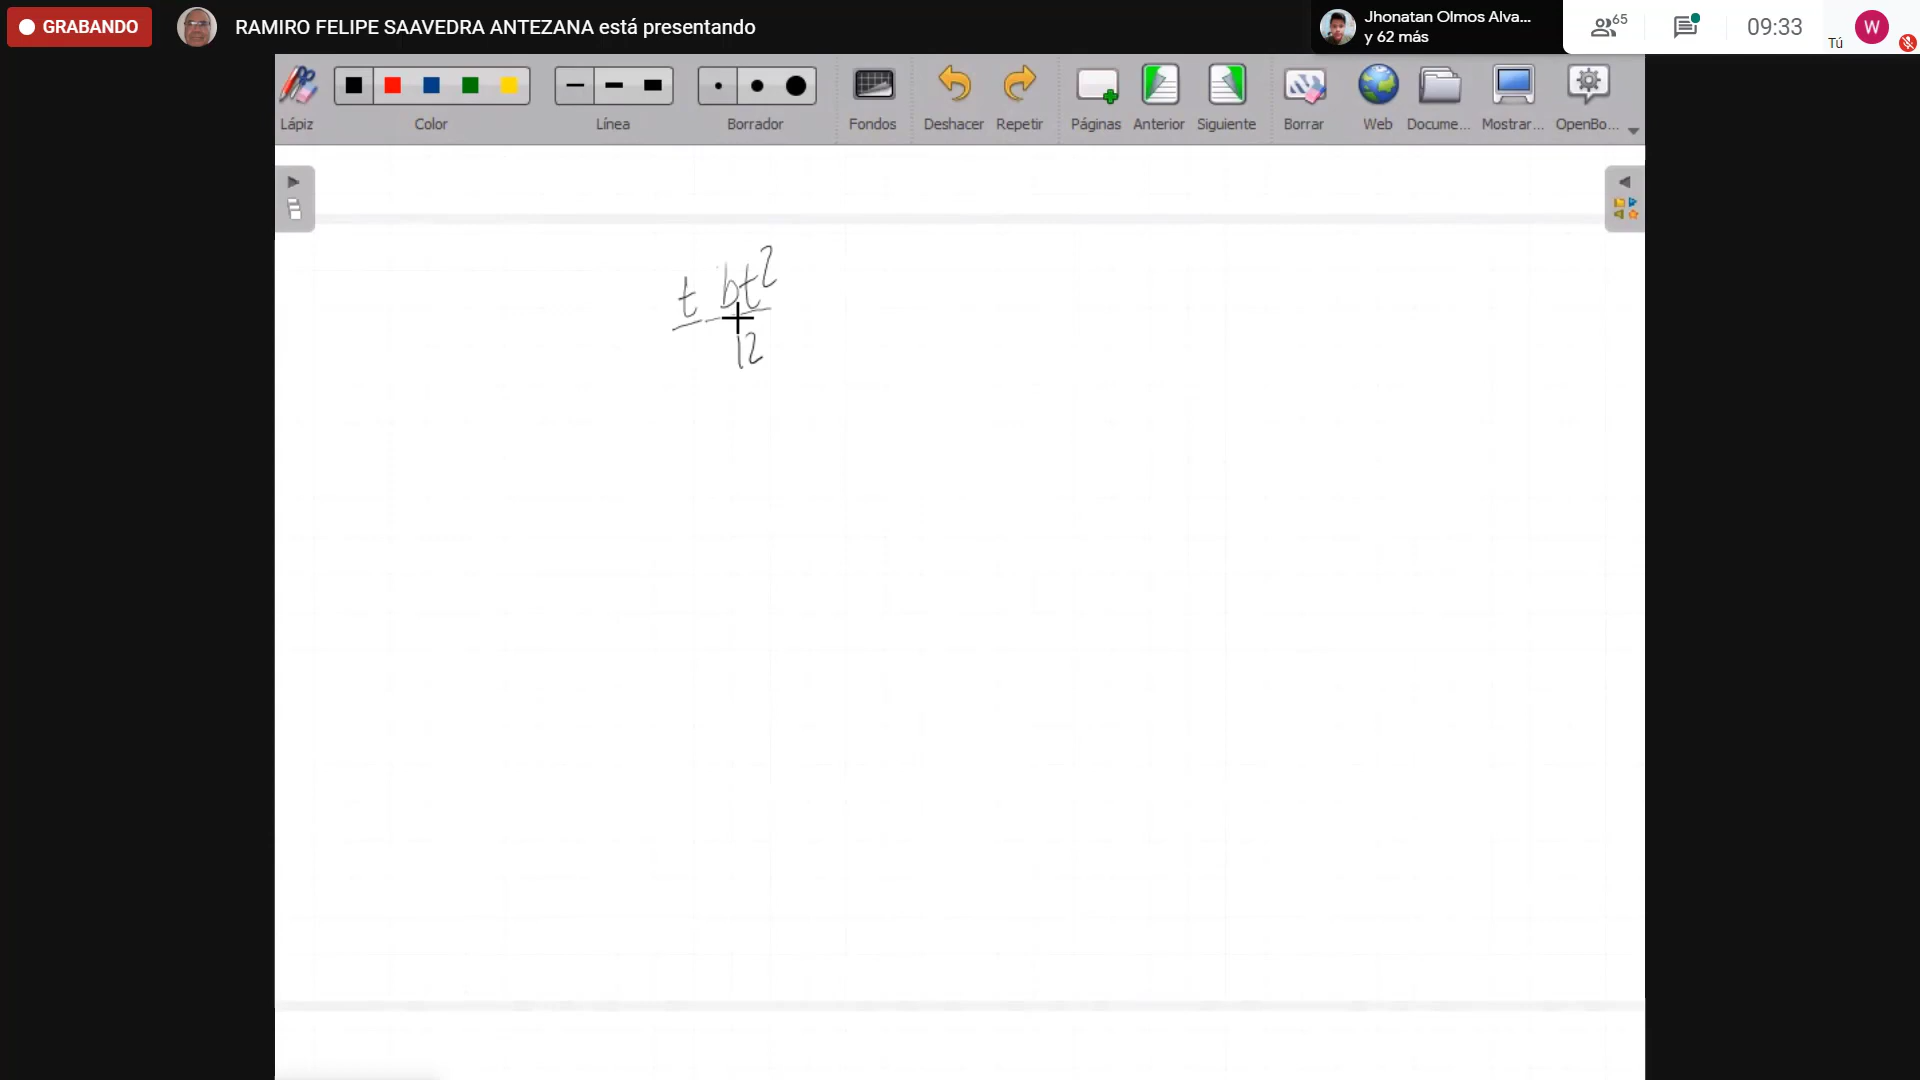 GRABANDO
RAMIRO FELIPE SAAVEDRA ANTEZANA está presentando
Jhonatan Olmos Alva...
y 62 más
65
09:33
Tú
W
Lápiz
Color
Línea
Borrador
Fondos
Deshacer
Repetir
Páginas
Anterior
Siguiente
Borrar
Web
Docume...
Mostrar...
OpenBo...
t bt²
12